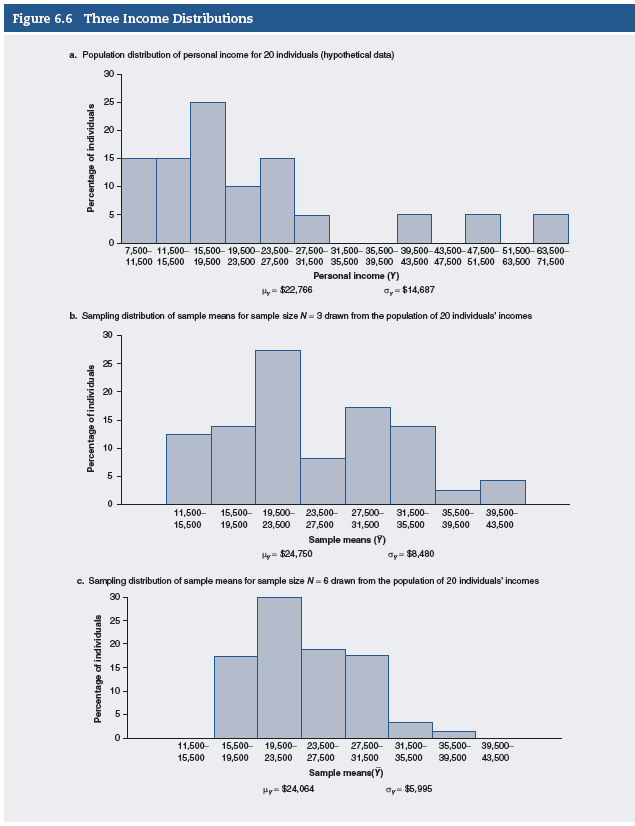 Figure 6.6 Three Income Distributions
a. Population distribution of personal income for 20 individuals (hypothetical data)
Percentage of individuals
30
25
20
15
10
5
0
7,500– 11,500– 15,500– 19,500– 23,500– 27,500– 31,500– 35,500– 39,500– 43,500– 47,500– 51,500– 63,500–
11,500 15,500 19,500 23,500 27,500 31,500 35,500 39,500 43,500 47,500 51,500 63,500 71,500
Personal income (Y)
μY = $22,766 σY = $14,687
b. Sampling distribution of sample means for sample size N = 3 drawn from the population of 20 individuals' incomes
Percentage of individuals
30
25
20
15
10
5
0
11,500– 15,500– 19,500– 23,500– 27,500– 31,500– 35,500– 39,500–
15,500 19,500 23,500 27,500 31,500 35,500 39,500 43,500
Sample means (Ȳ)
μȲ = $24,750 σȲ = $8,480
c. Sampling distribution of sample means for sample size N = 6 drawn from the population of 20 individuals' incomes
Percentage of individuals
30
25
20
15
10
5
0
11,500– 15,500– 19,500– 23,500– 27,500– 31,500– 35,500– 39,500–
15,500 19,500 23,500 27,500 31,500 35,500 39,500 43,500
Sample means(Ȳ)
μȲ = $24,064 σȲ = $5,995